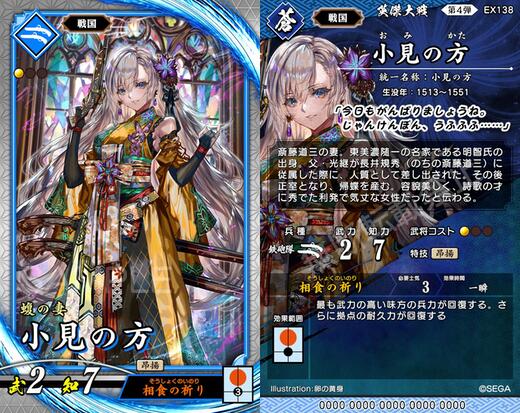 戦国
蝮の妻
小見の方
昂揚
武2 知7
そうしょくのいのり
相食の祈り
3
蒼
戦国
英傑大戦
第4弾
EX138
おみ かた
小見の方
統一名称:小見の方
生没年:1513~1551
「今日もがんばりましょうね。
じゃんけんぽん、うふふふ……」
斎藤道三の妻。東美濃随一の名家である明智氏の
出身。父・光継が長井規秀(のちの斎藤道三)に
従属した際に、人質として差し出された。その後
正室となり、帰蝶を産む。容貌美しく、詩歌の才
に秀でた利発で気丈な女性だったと伝わる。
兵種 武力 知力 武将コスト
鉄砲隊 2 7 特技 昂揚
そうしょくのいのり 必要士気 効果時間
相食の祈り 3 一瞬
効果範囲
最も武力の高い味方の兵力が回復する。さ
らに拠点の耐久力が回復する
Illustration:卵の黄身
©SEGA
0000 0000 0000 0000 0000